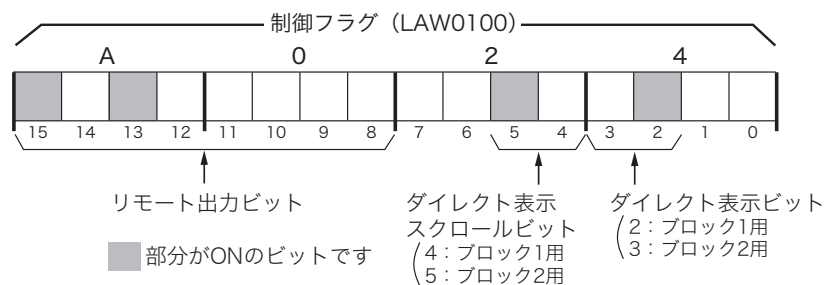 制御フラグ（LAW0100）
A 0 2 4
15 14 13 12 11 10 9 8 7 6 5 4 3 2 1 0
リモート出力ビット
ダイレクト表示
スクロールビット
4：ブロック1用
5：ブロック2用
ダイレクト表示ビット
2：ブロック1用
3：ブロック2用
部分がONのビットです